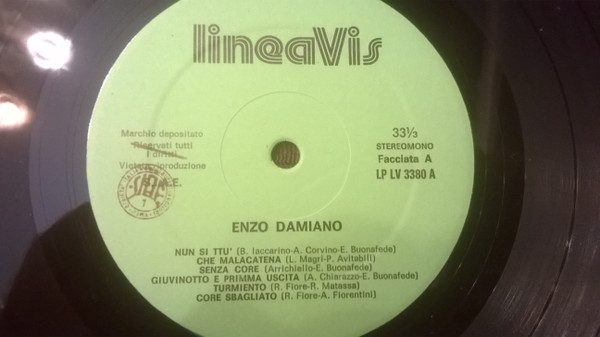 lineaVis
Marchio depositato
Riservati tutti
i diritti
Vietata riproduzione
33⅓
STEREOMONO
Facciata A
LP LV 3380 A
ENZO DAMIANO
NUN SI TTU' (B. Iaccarino-A. Corvino-E. Buonafede)
CHE MALACATENA (L. Magrì-P. Avitabili)
SENZA CORE (Arrichiello-E. Buonafede)
GIUVINOTTO E PRIMMA USCITA (A. Chiarazzo-E. Buonafede)
TURMIENTO (R. Fiore-R. Matassa)
CORE SBAGLIATO (R. Fiore-A. Fiorentini)